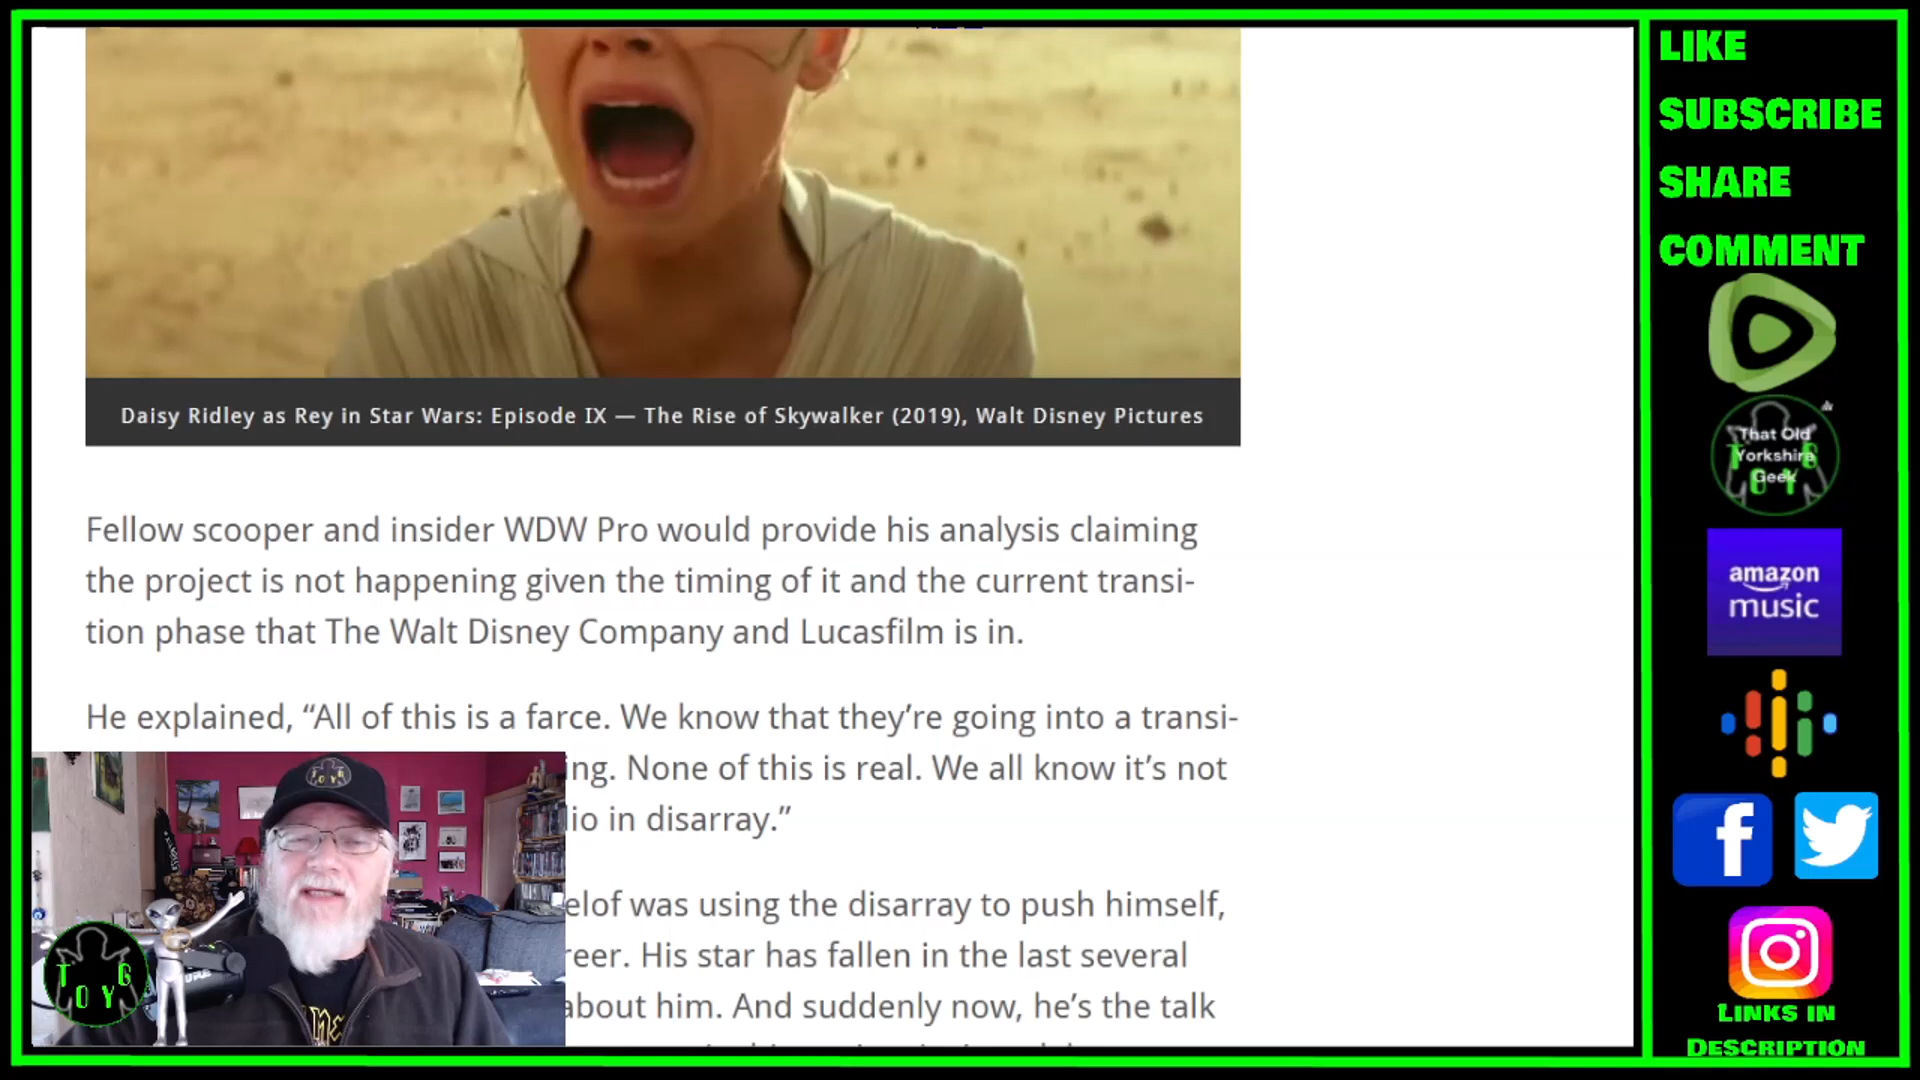 Daisy Ridley as Rey in Star Wars: Episode IX — The Rise of Skywalker (2019), Walt Disney Pictures
Fellow scooper and insider WDW Pro would provide his analysis claiming
the project is not happening given the timing of it and the current transi-
tion phase that The Walt Disney Company and Lucasfilm is in.
He explained, “All of this is a farce. We know that they’re going into a transi-
ing. None of this is real. We all know it’s not
lio in disarray.”
elof was using the disarray to push himself,
reer. His star has fallen in the last several
about him. And suddenly now, he’s the talk
TOYG
TOYG
LIKE
SUBSCRIBE
SHARE
COMMENT
That Old
Yorkshire
Geek
amazon
music
LINKS IN
DESCRIPTION